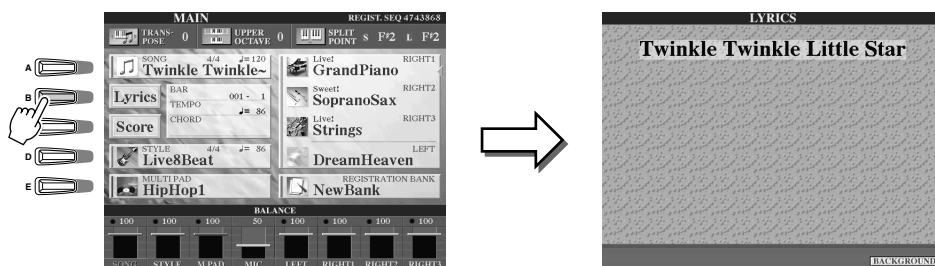 MAIN REGIST. SEQ 4743868
TRANS-POSE 0 UPPER OCTAVE 0 SPLIT POINT S F#2 L F#2
A
B
D
E
SONG 4/4 ♩=120
Twinkle Twinkle~
Lyrics
BAR 001 - 1
TEMPO ♩= 86
Score
CHORD
STYLE 4/4 ♩= 86
Live8Beat
MULTI PAD
HipHop1
Live! RIGHT1
GrandPiano
Sweet! RIGHT2
SopranoSax
Live! RIGHT3
Strings
LEFT
DreamHeaven
REGISTRATION BANK
NewBank
BALANCE
100 100 100 50 100 100 100 100
SONG STYLE M.PAD MIC LEFT RIGHT1 RIGHT2 RIGHT3
LYRICS
Twinkle Twinkle Little Star
BACKGROUND